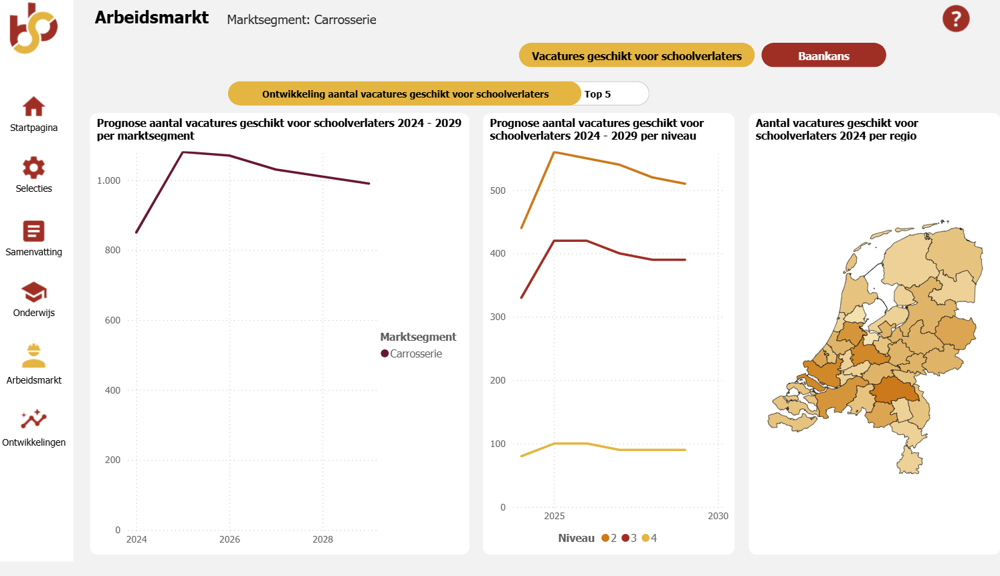 Arbeidsmarkt
Marktsegment: Carrosserie
?
Vacatures geschikt voor schoolverlaters
Baankans
Ontwikkeling aantal vacatures geschikt voor schoolverlaters
Top 5
Startpagina
Selecties
Samenvatting
Onderwijs
Arbeidsmarkt
Ontwikkelingen
Prognose aantal vacatures geschikt voor schoolverlaters 2024 - 2029
per marktsegment
1.000
800
600
400
200
0
2024
2026
2028
Marktsegment
Carrosserie
Prognose aantal vacatures geschikt voor
schoolverlaters 2024 - 2029 per niveau
500
400
300
200
100
0
2025
2030
Niveau 2 3 4
Aantal vacatures geschikt voor
schoolverlaters 2024 per regio